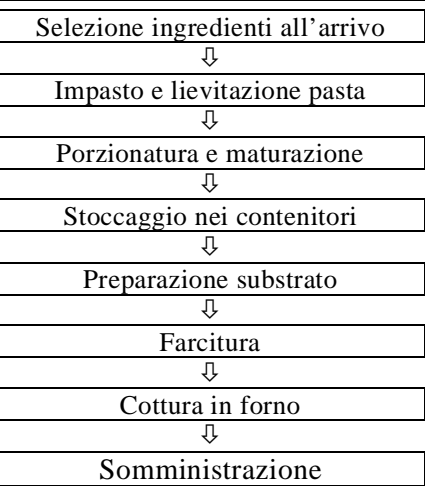 Selezione ingredienti all’arrivo
⇩
Impasto e lievitazione pasta
⇩
Porzionatura e maturazione
⇩
Stoccaggio nei contenitori
⇩
Preparazione substrato
⇩
Farcitura
⇩
Cottura in forno
⇩
Somministrazione